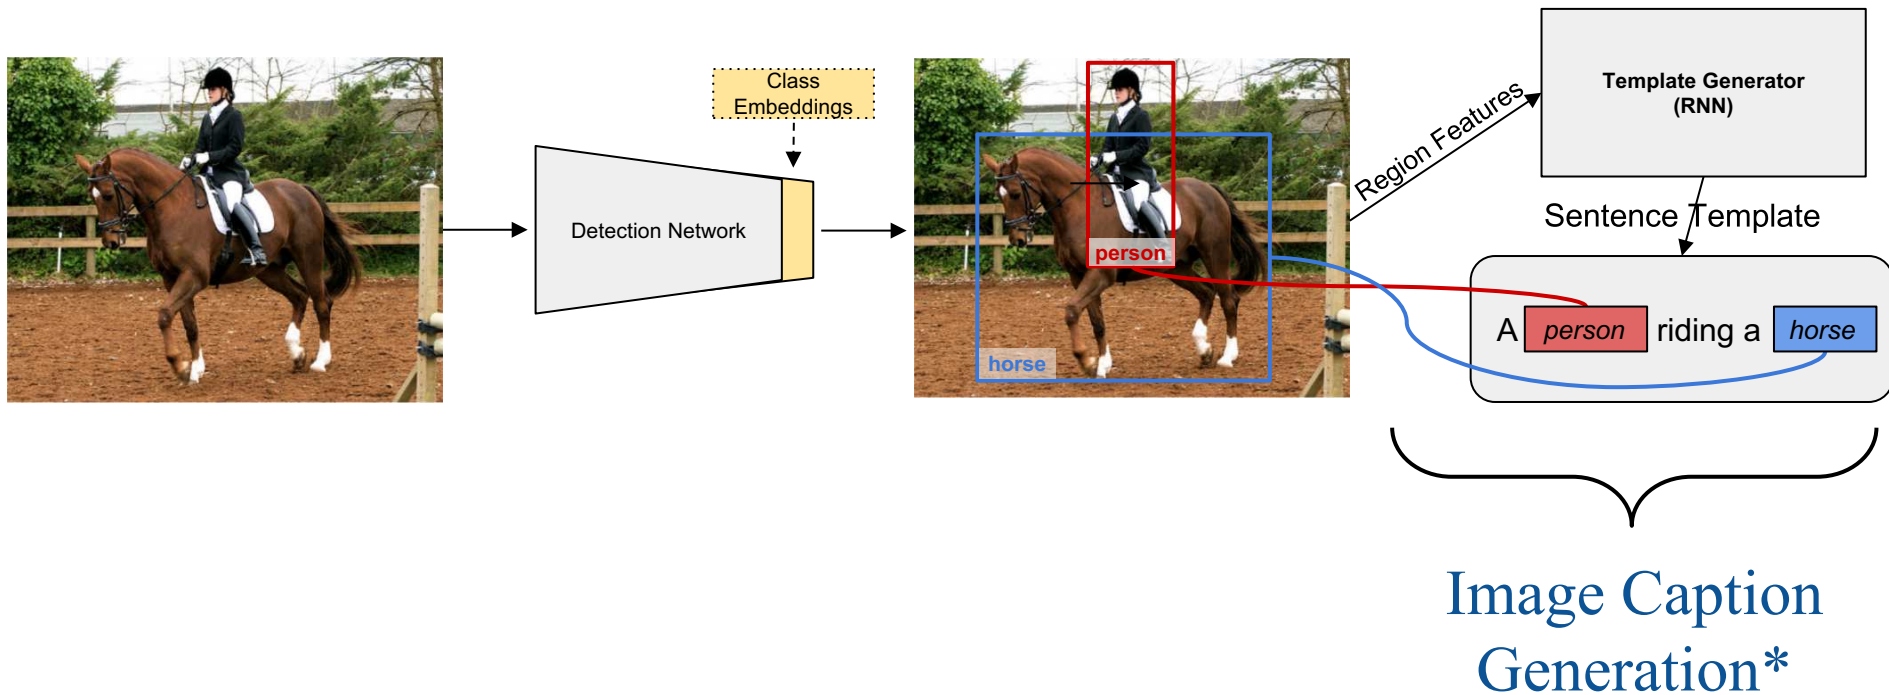 Class
Embeddings
Detection Network
person
horse
Region Features
Template Generator
(RNN)
Sentence Template
A person riding a horse
Image Caption
Generation*